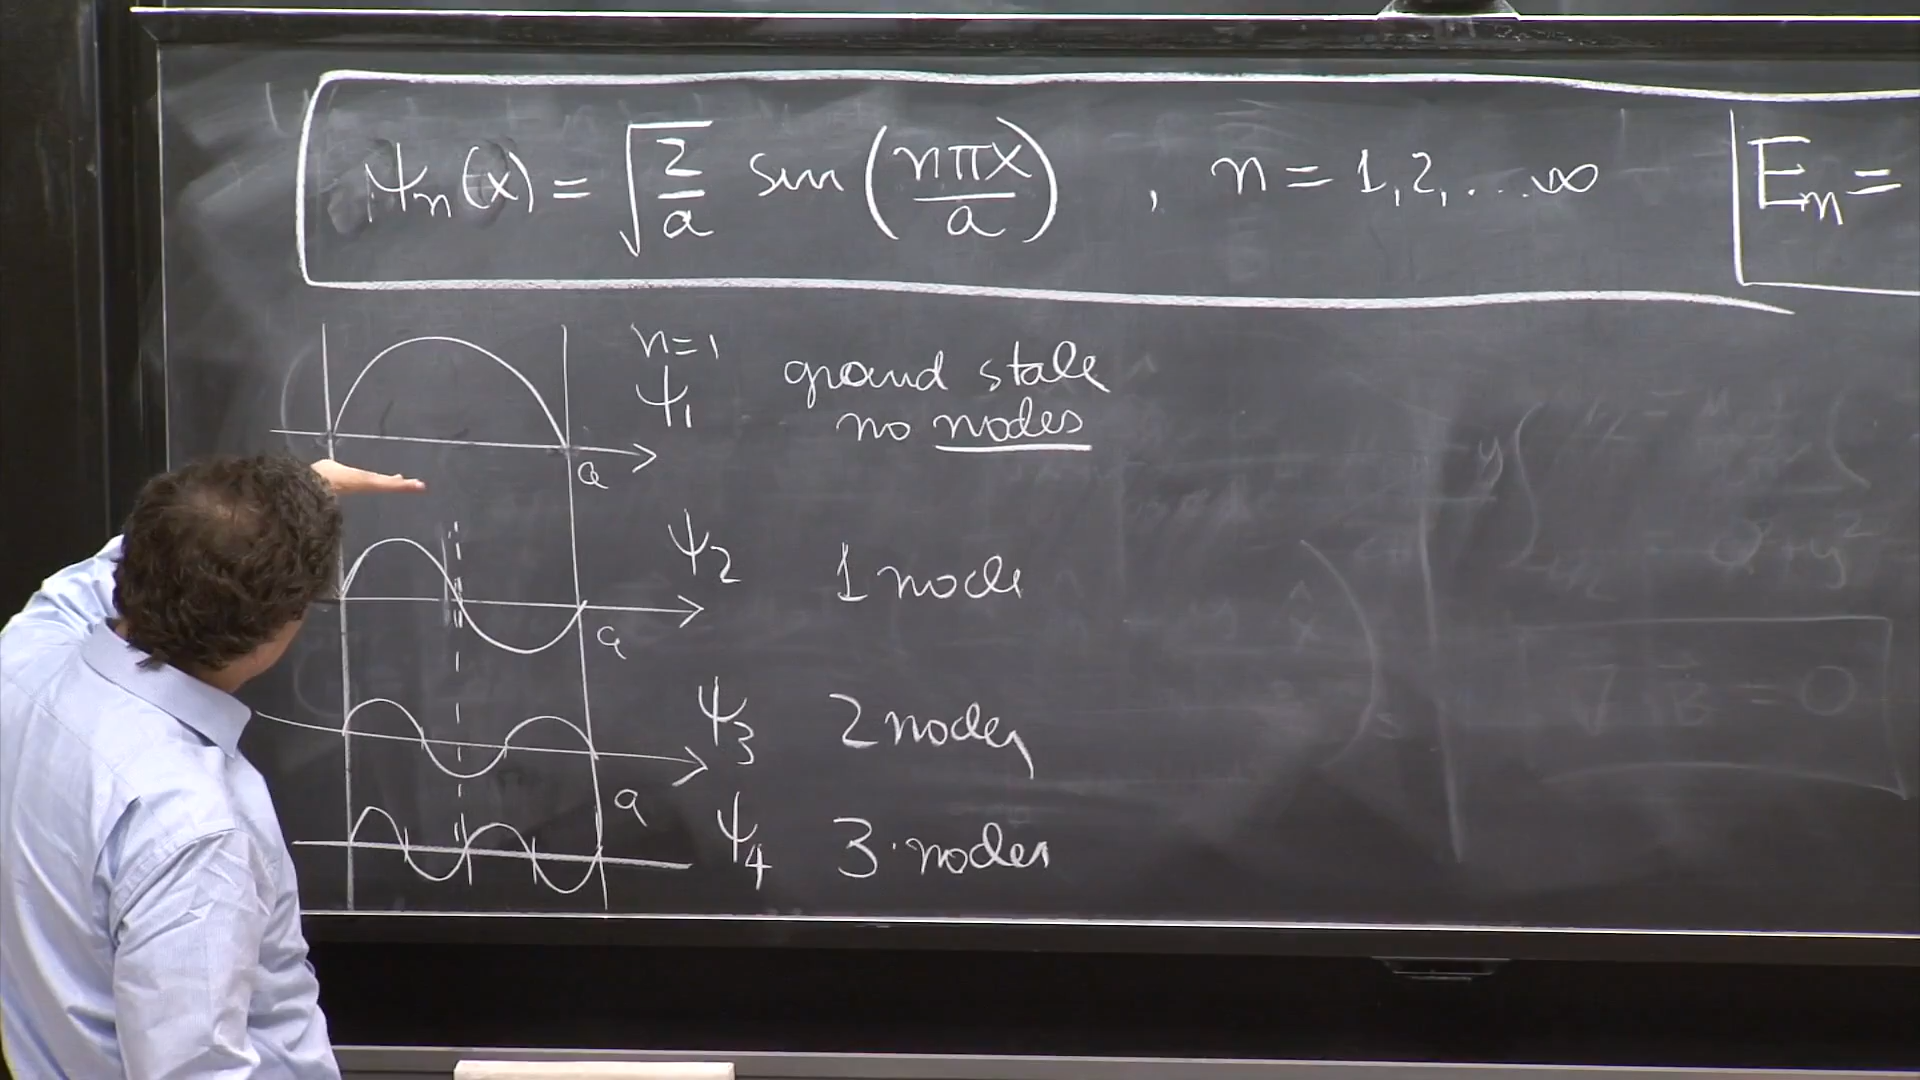 ψₙ(x) = √(2/a) sin(nπx/a) , n = 1,2,...∞
Eₙ =
n=1
ψ₁
ground state
no nodes
a
ψ₂
1 node
a
ψ₃
2 nodes
a
ψ₄
3 nodes